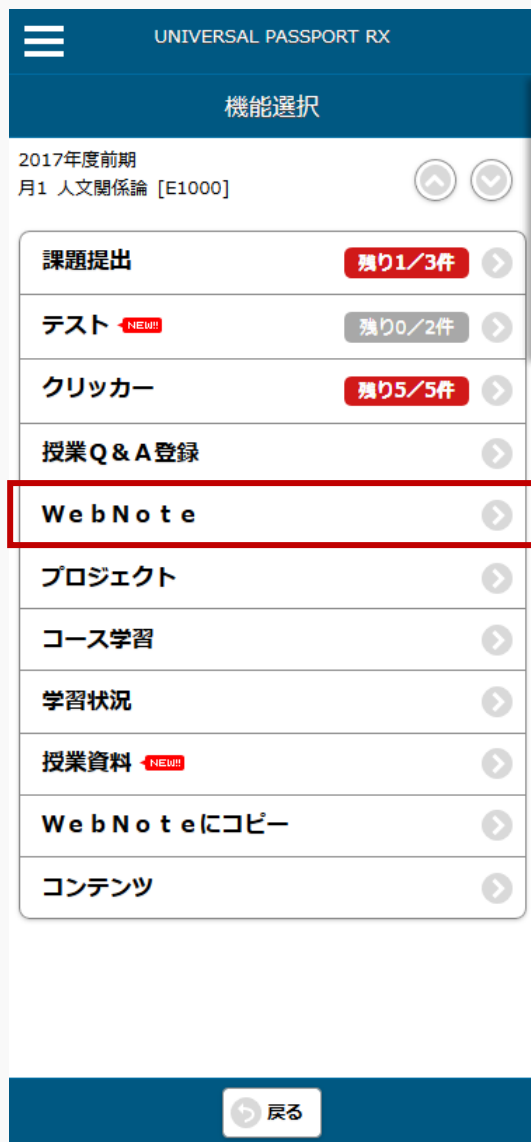 UNIVERSAL PASSPORT RX
機能選択
2017年度前期
月1 人文関係論 [E1000]
課題提出 残り1／3件
テスト NEW!! 残り0／2件
クリッカー 残り5／5件
授業Ｑ＆Ａ登録
ＷｅｂＮｏｔｅ
プロジェクト
コース学習
学習状況
授業資料 NEW!!
ＷｅｂＮｏｔｅにコピー
コンテンツ
戻る